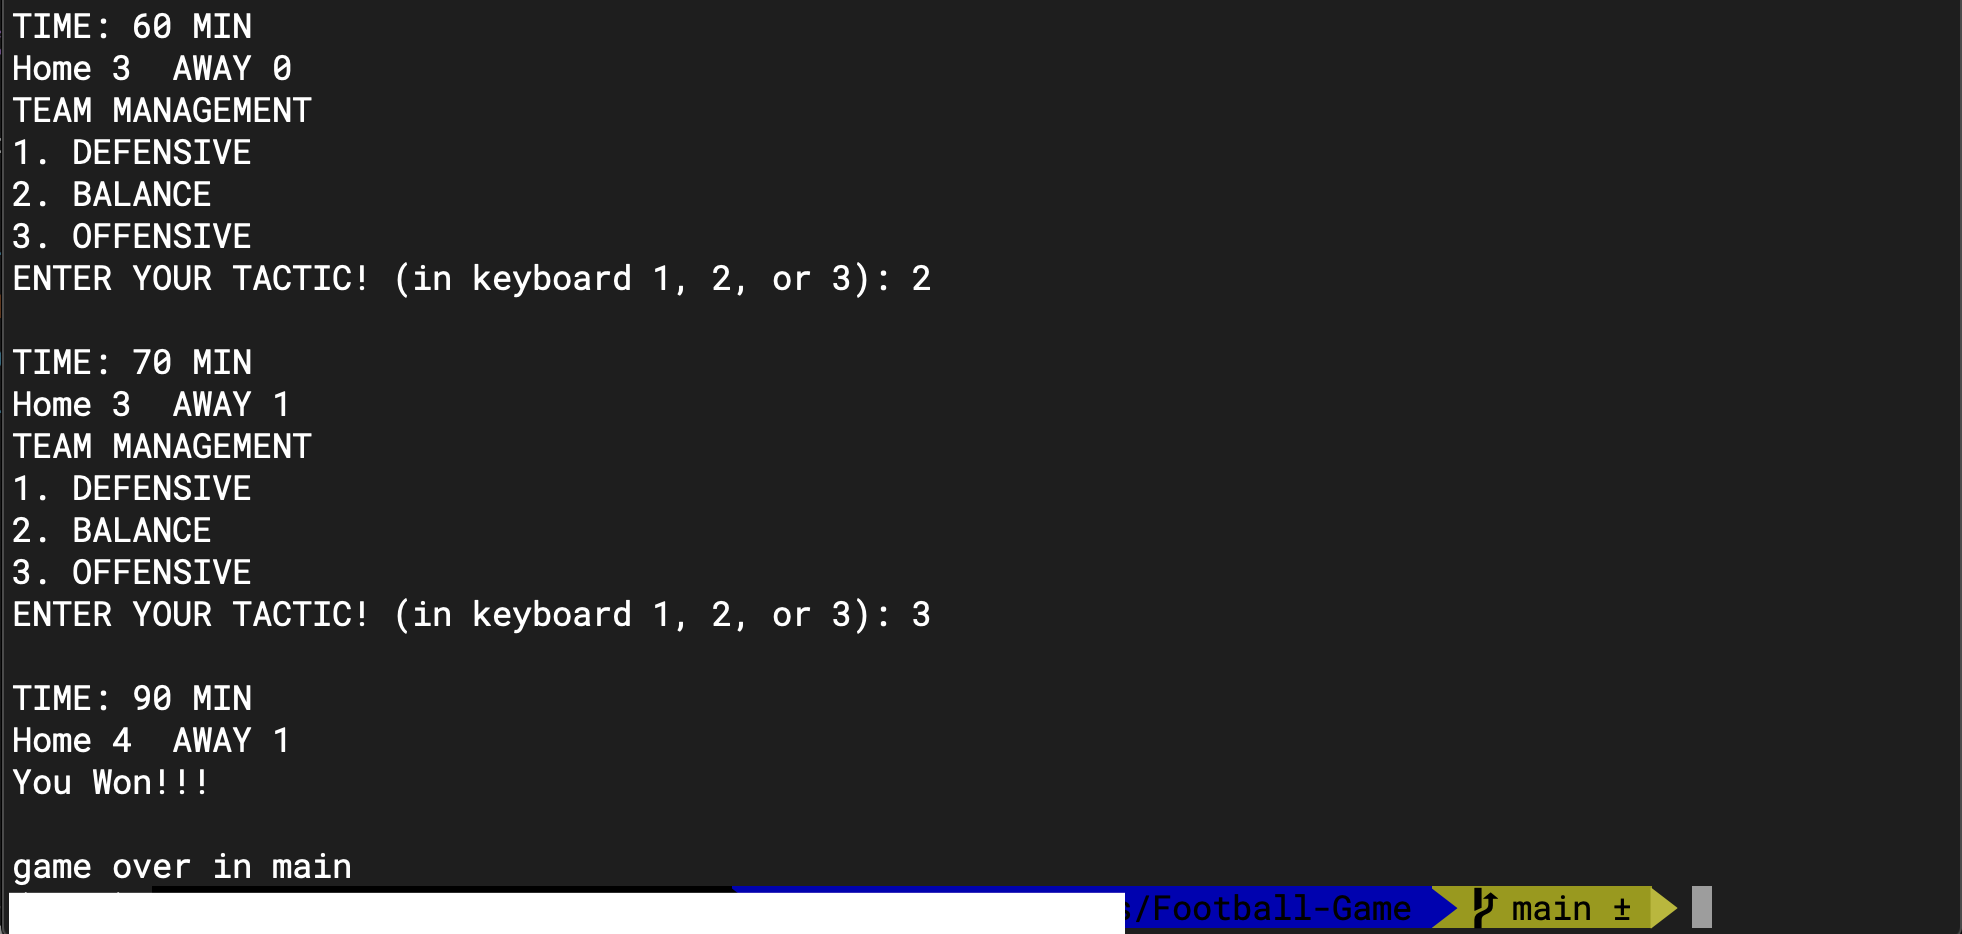 TIME: 60 MIN
Home 3  AWAY 0
TEAM MANAGEMENT
1. DEFENSIVE
2. BALANCE
3. OFFENSIVE
ENTER YOUR TACTIC! (in keyboard 1, 2, or 3): 2
TIME: 70 MIN
Home 3  AWAY 1
TEAM MANAGEMENT
1. DEFENSIVE
2. BALANCE
3. OFFENSIVE
ENTER YOUR TACTIC! (in keyboard 1, 2, or 3): 3
TIME: 90 MIN
Home 4  AWAY 1
You Won!!!
game over in main
/Football-Game main ±